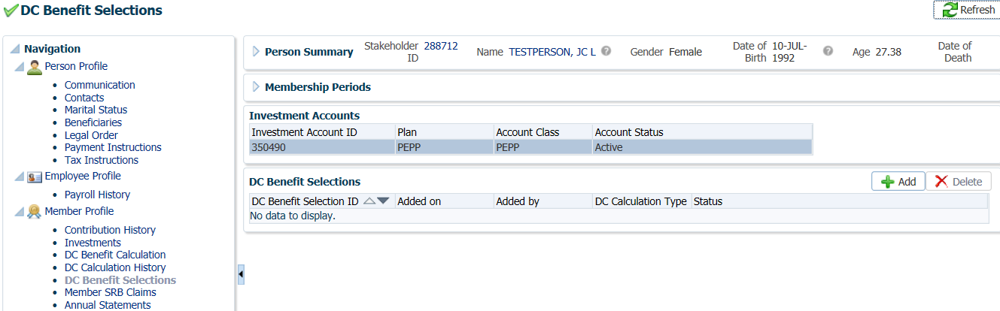 DC Benefit Selections
Refresh
Navigation
Person Profile
Communication
Contacts
Marital Status
Beneficiaries
Legal Order
Payment Instructions
Tax Instructions
Employee Profile
Payroll History
Member Profile
Contribution History
Investments
DC Benefit Calculation
DC Calculation History
DC Benefit Selections
Member SRB Claims
Annual Statements
Person Summary Stakeholder ID 288712 Name TESTPERSON, JC L Gender Female Date of Birth 10-JUL-1992 Age 27.38 Date of Death
Membership Periods
Investment Accounts
Investment Account ID Plan Account Class Account Status
350490 PEPP PEPP Active
DC Benefit Selections Add Delete
DC Benefit Selection ID Added on Added by DC Calculation Type Status
No data to display.